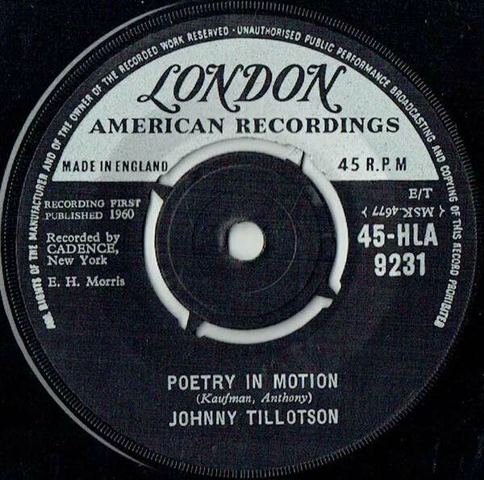 ALL RIGHTS OF THE MANUFACTURER AND OF THE OWNER OF THE RECORDED WORK RESERVED · UNAUTHORISED PUBLIC PERFORMANCE BROADCASTING AND COPYING OF THIS RECORD PROHIBITED
LONDON
AMERICAN RECORDINGS
MADE IN ENGLAND
45 R.P.M
E/T
RECORDING FIRST
PUBLISHED 1960
MSK.4677
Recorded by
CADENCE,
New York
45-HLA
9231
E. H. Morris
POETRY IN MOTION
(Kaufman, Anthony)
JOHNNY TILLOTSON